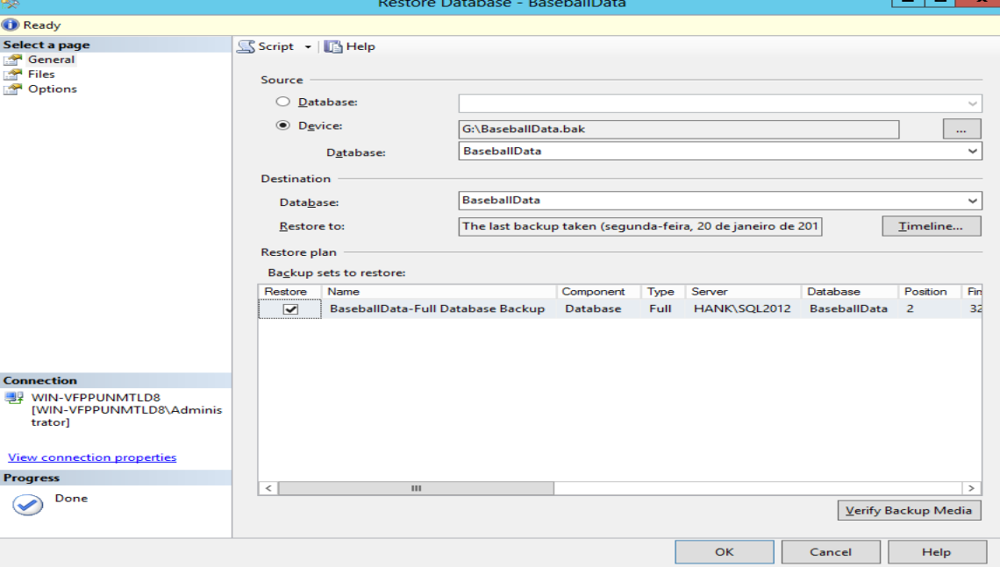 Restore Database - BaseballData
Ready
Select a page
General
Files
Options
Script
Help
Source
Database:
Device:
G:\BaseballData.bak
...
Database:
BaseballData
Destination
Database:
BaseballData
Restore to:
The last backup taken (segunda-feira, 20 de janeiro de 201
Timeline...
Restore plan
Backup sets to restore:
Restore Name Component Type Server Database Position
BaseballData-Full Database Backup Database Full HANK\SQL2012 BaseballData 2 32
Connection
WIN-VFPPUNMTLD8
[WIN-VFPPUNMTLD8\Adminis
trator]
View connection properties
Progress
Done
Verify Backup Media
OK
Cancel
Help